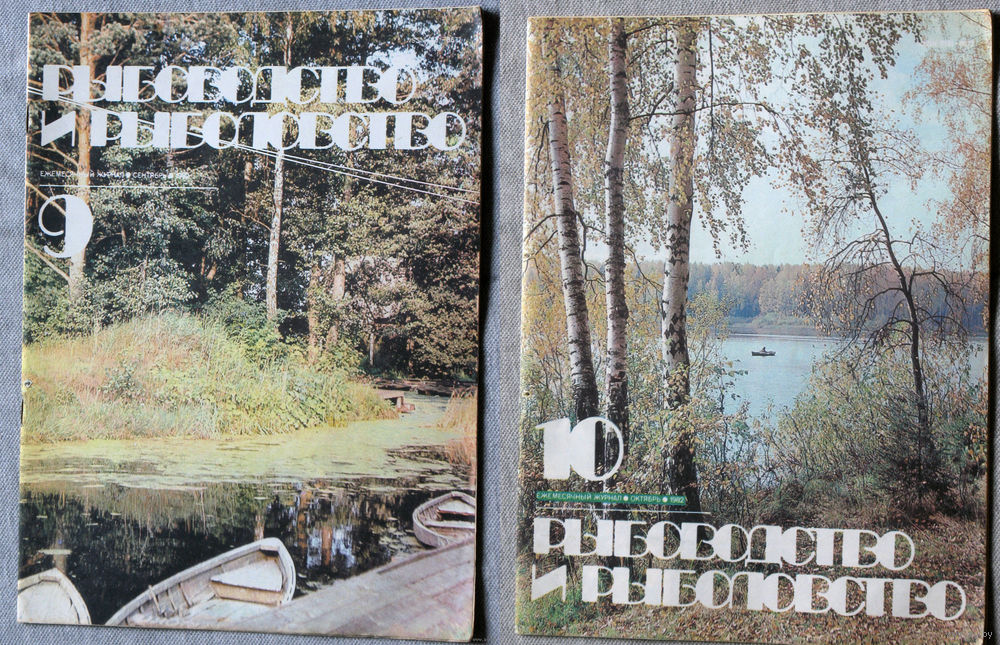 РЫБОВОДСТВО
И РЫБОЛОВСТВО
ЕЖЕМЕСЯЧНЫЙ ЖУРНАЛ • СЕНТЯБРЬ •
9
10
ЕЖЕМЕСЯЧНЫЙ ЖУРНАЛ • ОКТЯБРЬ • 1982
РЫБОВОДСТВО
И РЫБОЛОВСТВО